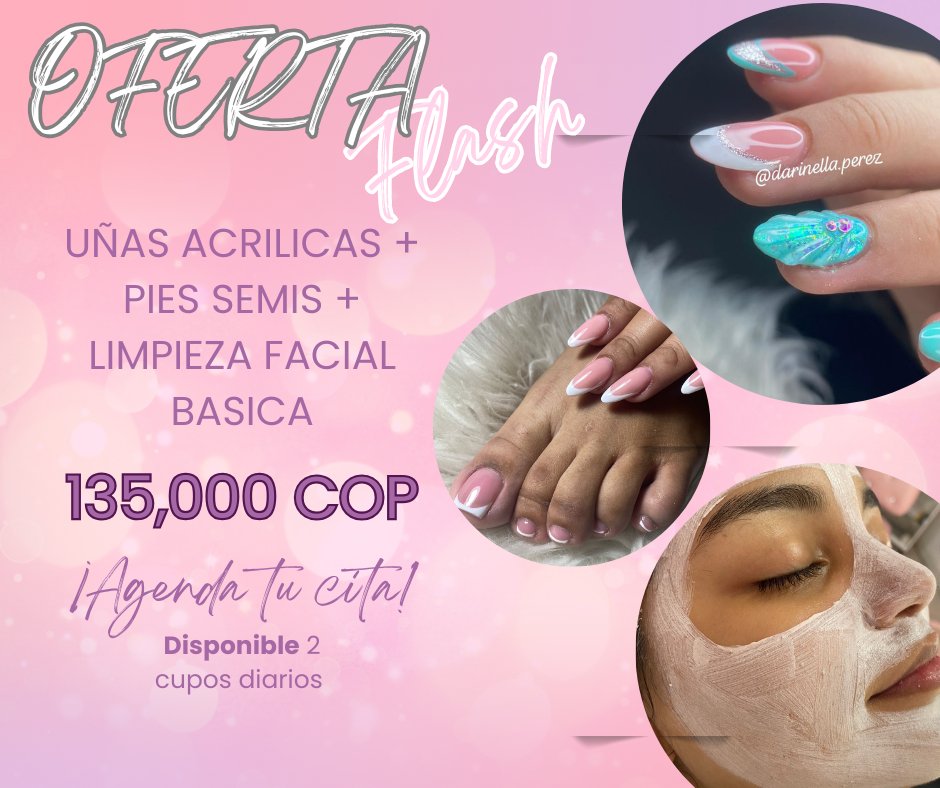 OFERTA
Flash
@darinella.perez
UÑAS ACRILICAS +
PIES SEMIS +
LIMPIEZA FACIAL
BASICA
135,000 COP
¡Agenda tu cita!
Disponible 2
cupos diarios